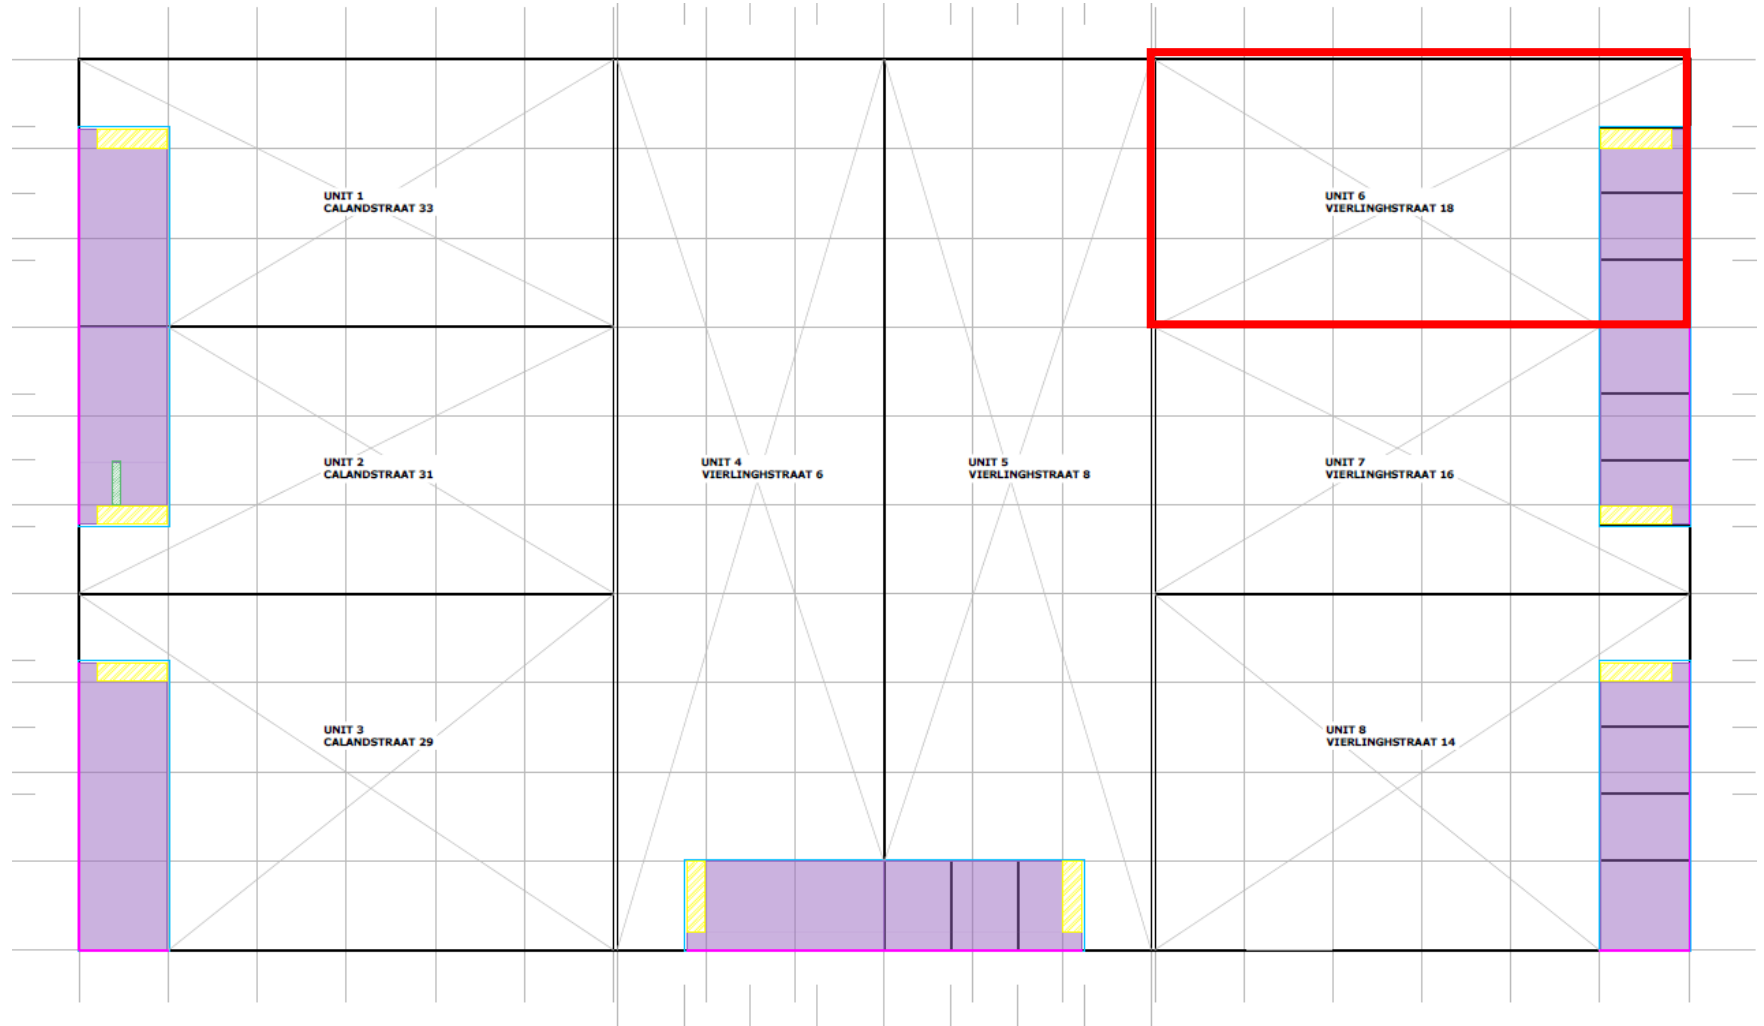 UNIT 1
CALANDSTRAAT 33
UNIT 6
VIERLINGHSTRAAT 18
UNIT 2
CALANDSTRAAT 31
UNIT 4
VIERLINGHSTRAAT 6
UNIT 5
VIERLINGHSTRAAT 8
UNIT 7
VIERLINGHSTRAAT 16
UNIT 3
CALANDSTRAAT 29
UNIT 8
VIERLINGHSTRAAT 14